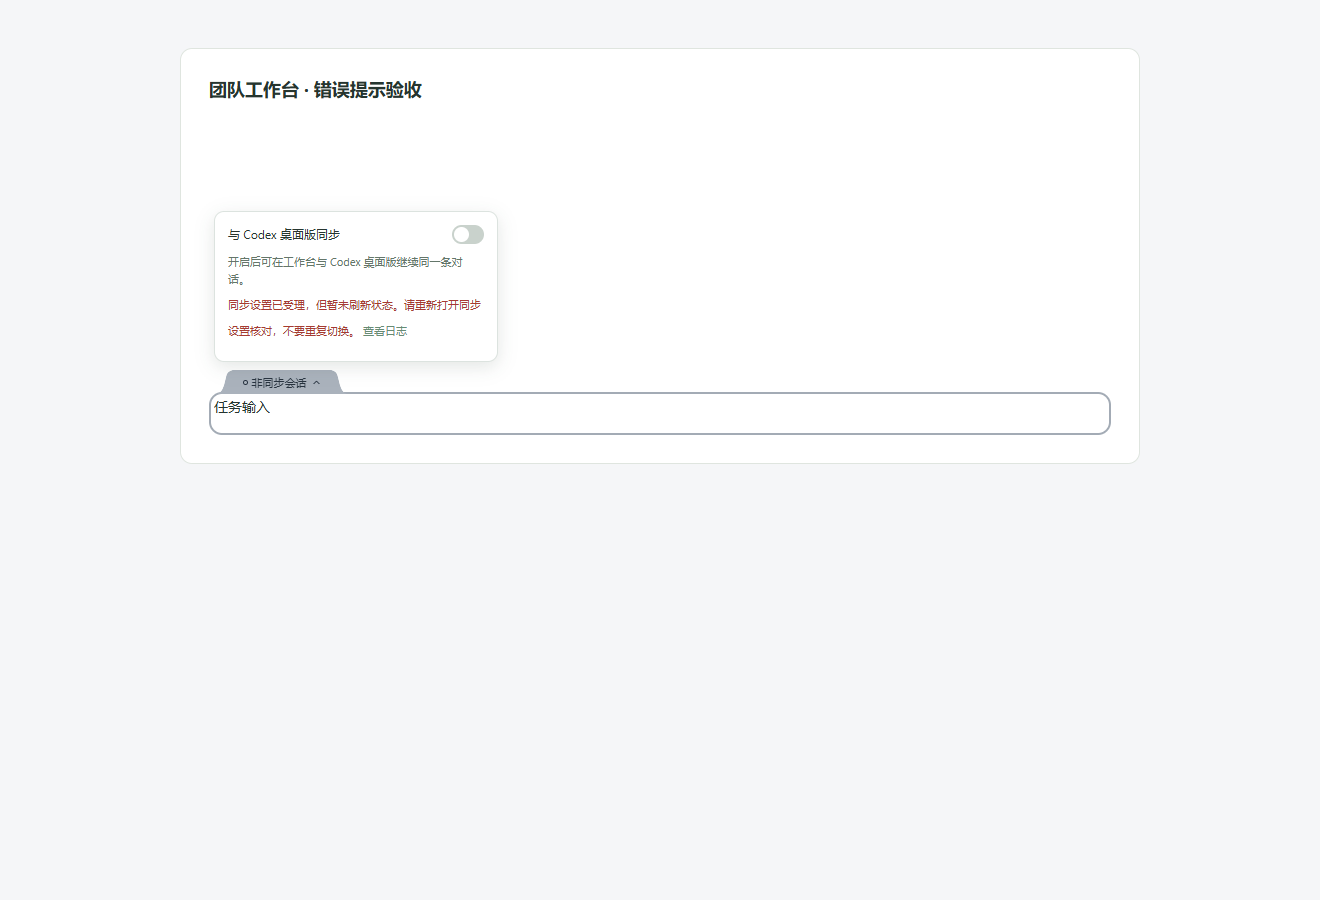 团队工作台 · 错误提示验收
与 Codex 桌面版同步
开启后可在工作台与 Codex 桌面版继续同一条对
话。
同步设置已受理，但暂未刷新状态。请重新打开同步
设置核对，不要重复切换。 查看日志
非同步会话
任务输入